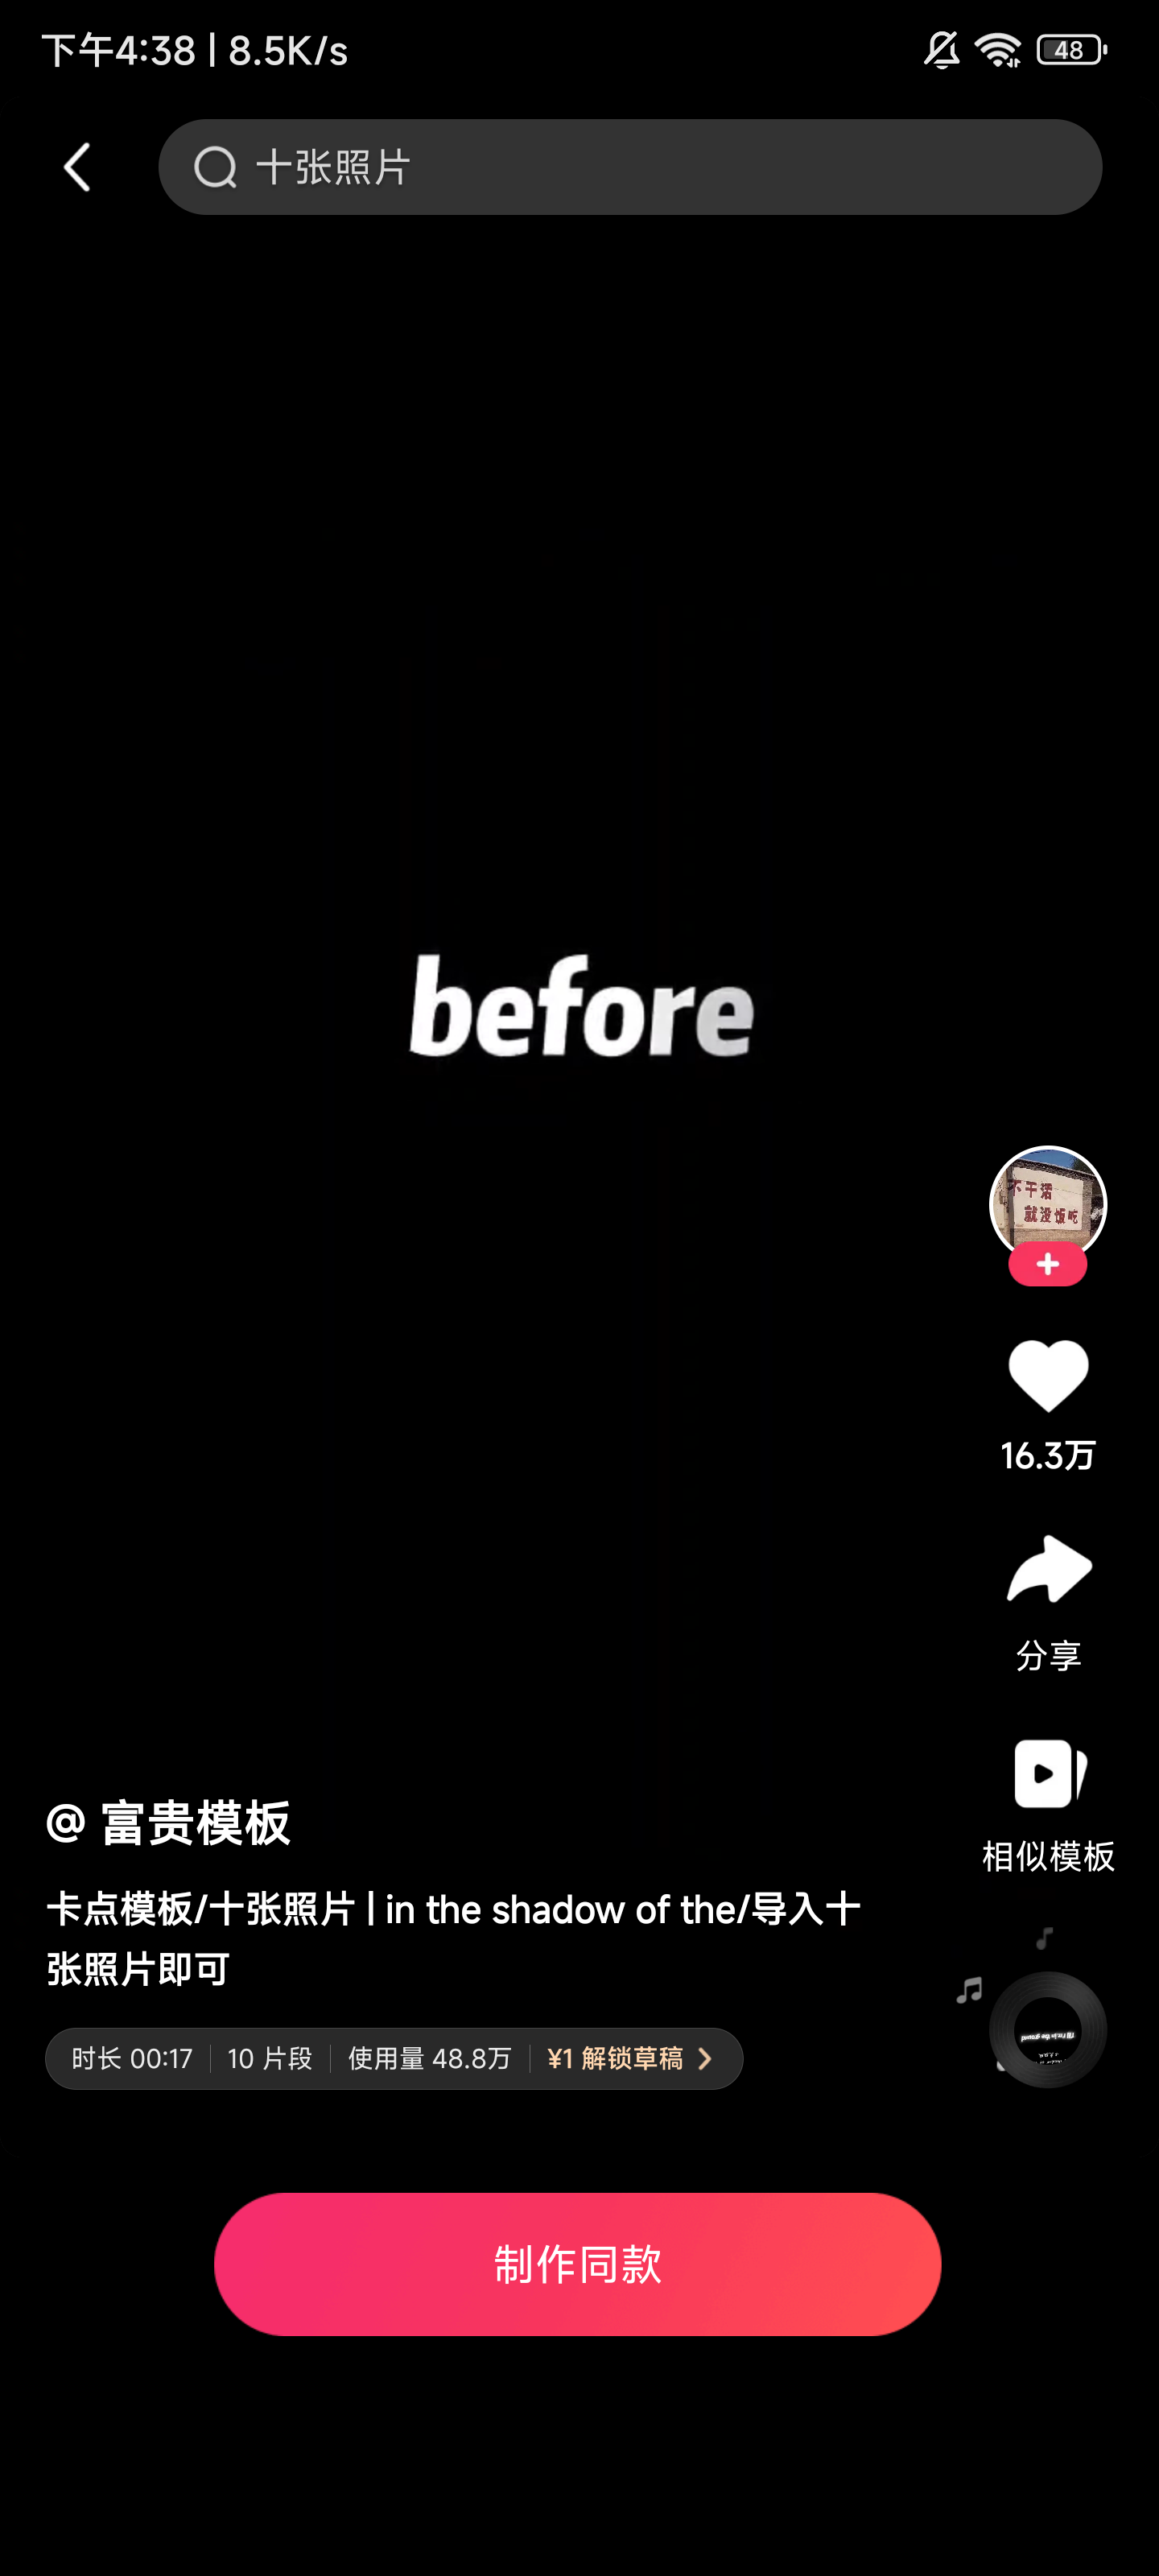 下午4:38 | 8.5K/s
48
十张照片
before
不干活
就没饭吃
16.3万
分享
相似模板
@ 富贵模板
卡点模板/十张照片 | in the shadow of the/导入十
张照片即可
时长 00:17 | 10 片段 | 使用量 48.8万 | ¥1 解锁草稿
制作同款